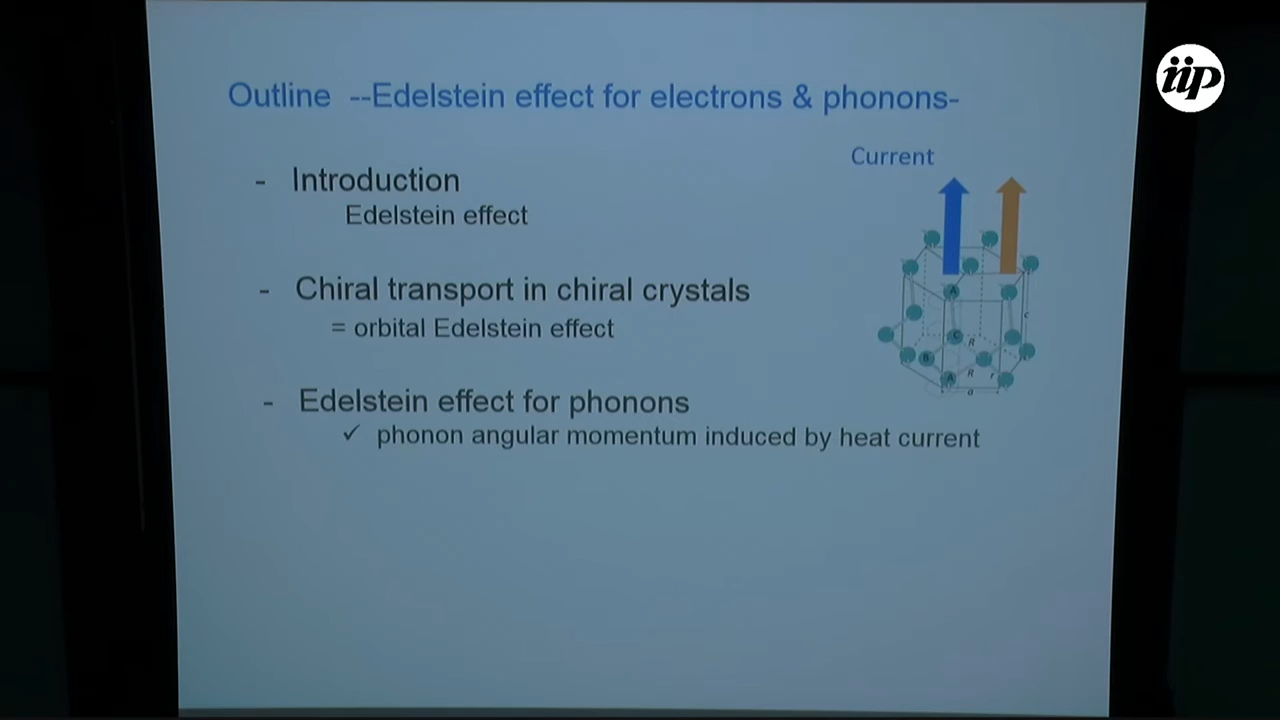 iip
Outline --Edelstein effect for electrons & phonons-
Current
- Introduction
Edelstein effect
- Chiral transport in chiral crystals
= orbital Edelstein effect
- Edelstein effect for phonons
✓ phonon angular momentum induced by heat current
A
C
R
c
B
R
r
A
a